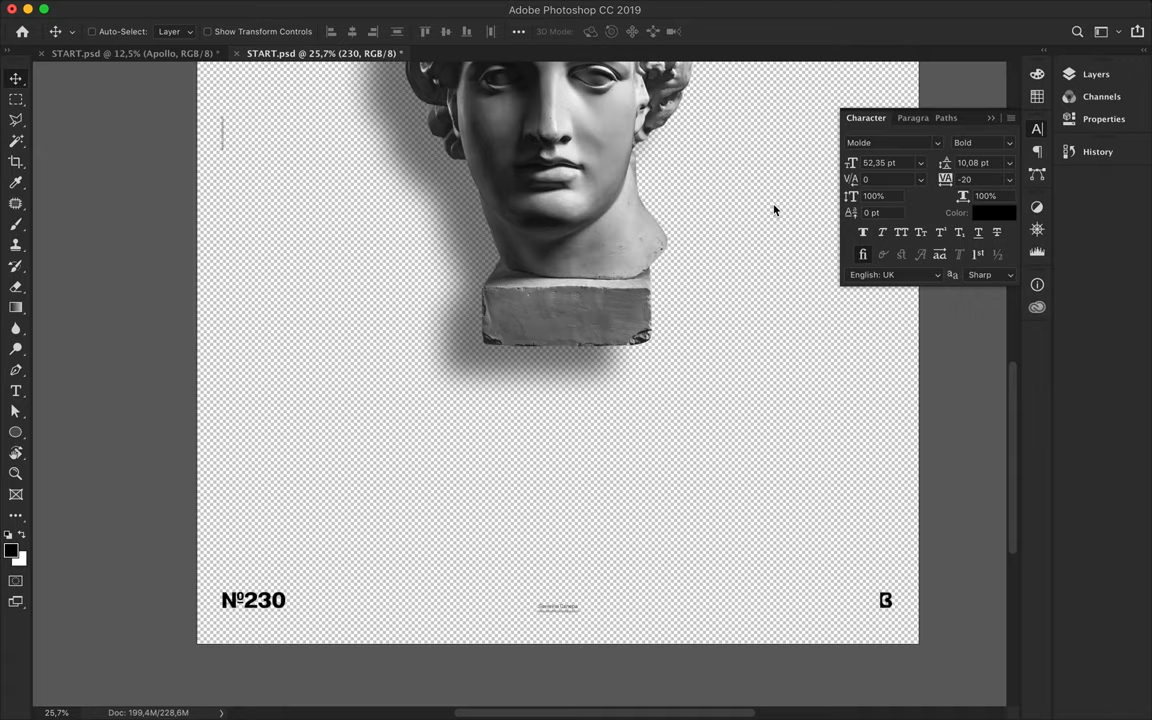 Adobe Photoshop CC 2019
Auto-Select: Layer Show Transform Controls 3D Mode:
START.psd @ 12,5% (Apollo, RGB/8) * START.psd @ 25,7% (230, RGB/8) *
Layers
Channels
Properties
History
Character Paragra Paths
Molde Bold
52,35 pt 10,08 pt
0 -20
100% 100%
0 pt Color:
English: UK Sharp
№230
B
25,7% Doc: 199,4M/228,6M